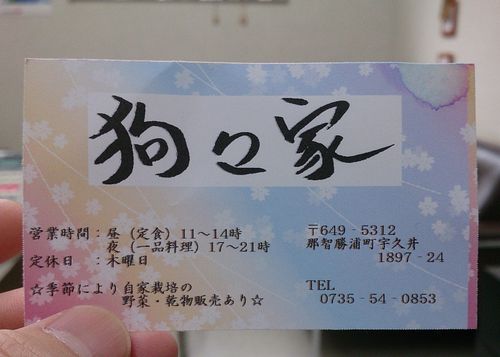 狗々家
営業時間：昼（定食）11～14時
夜（一品料理）17～21時
定休日：木曜日
☆季節により自家栽培の
野菜・乾物販売あり☆
〒649‐5312
那智勝浦町宇久井
1897‐24
TEL
0735‐54‐0853